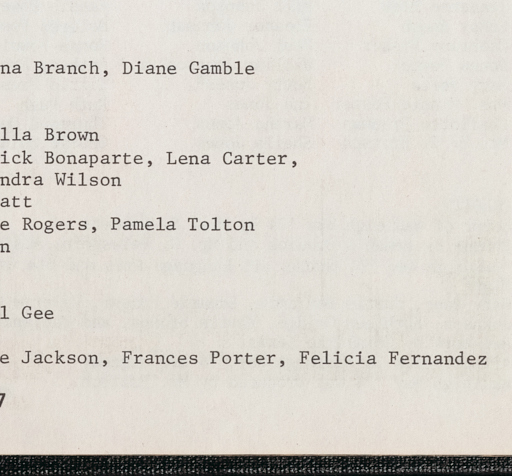 na Branch, Diane Gamble
lla Brown
ick Bonaparte, Lena Carter,
ndra Wilson
att
e Rogers, Pamela Tolton
n
l Gee
e Jackson, Frances Porter, Felicia Fernandez
7